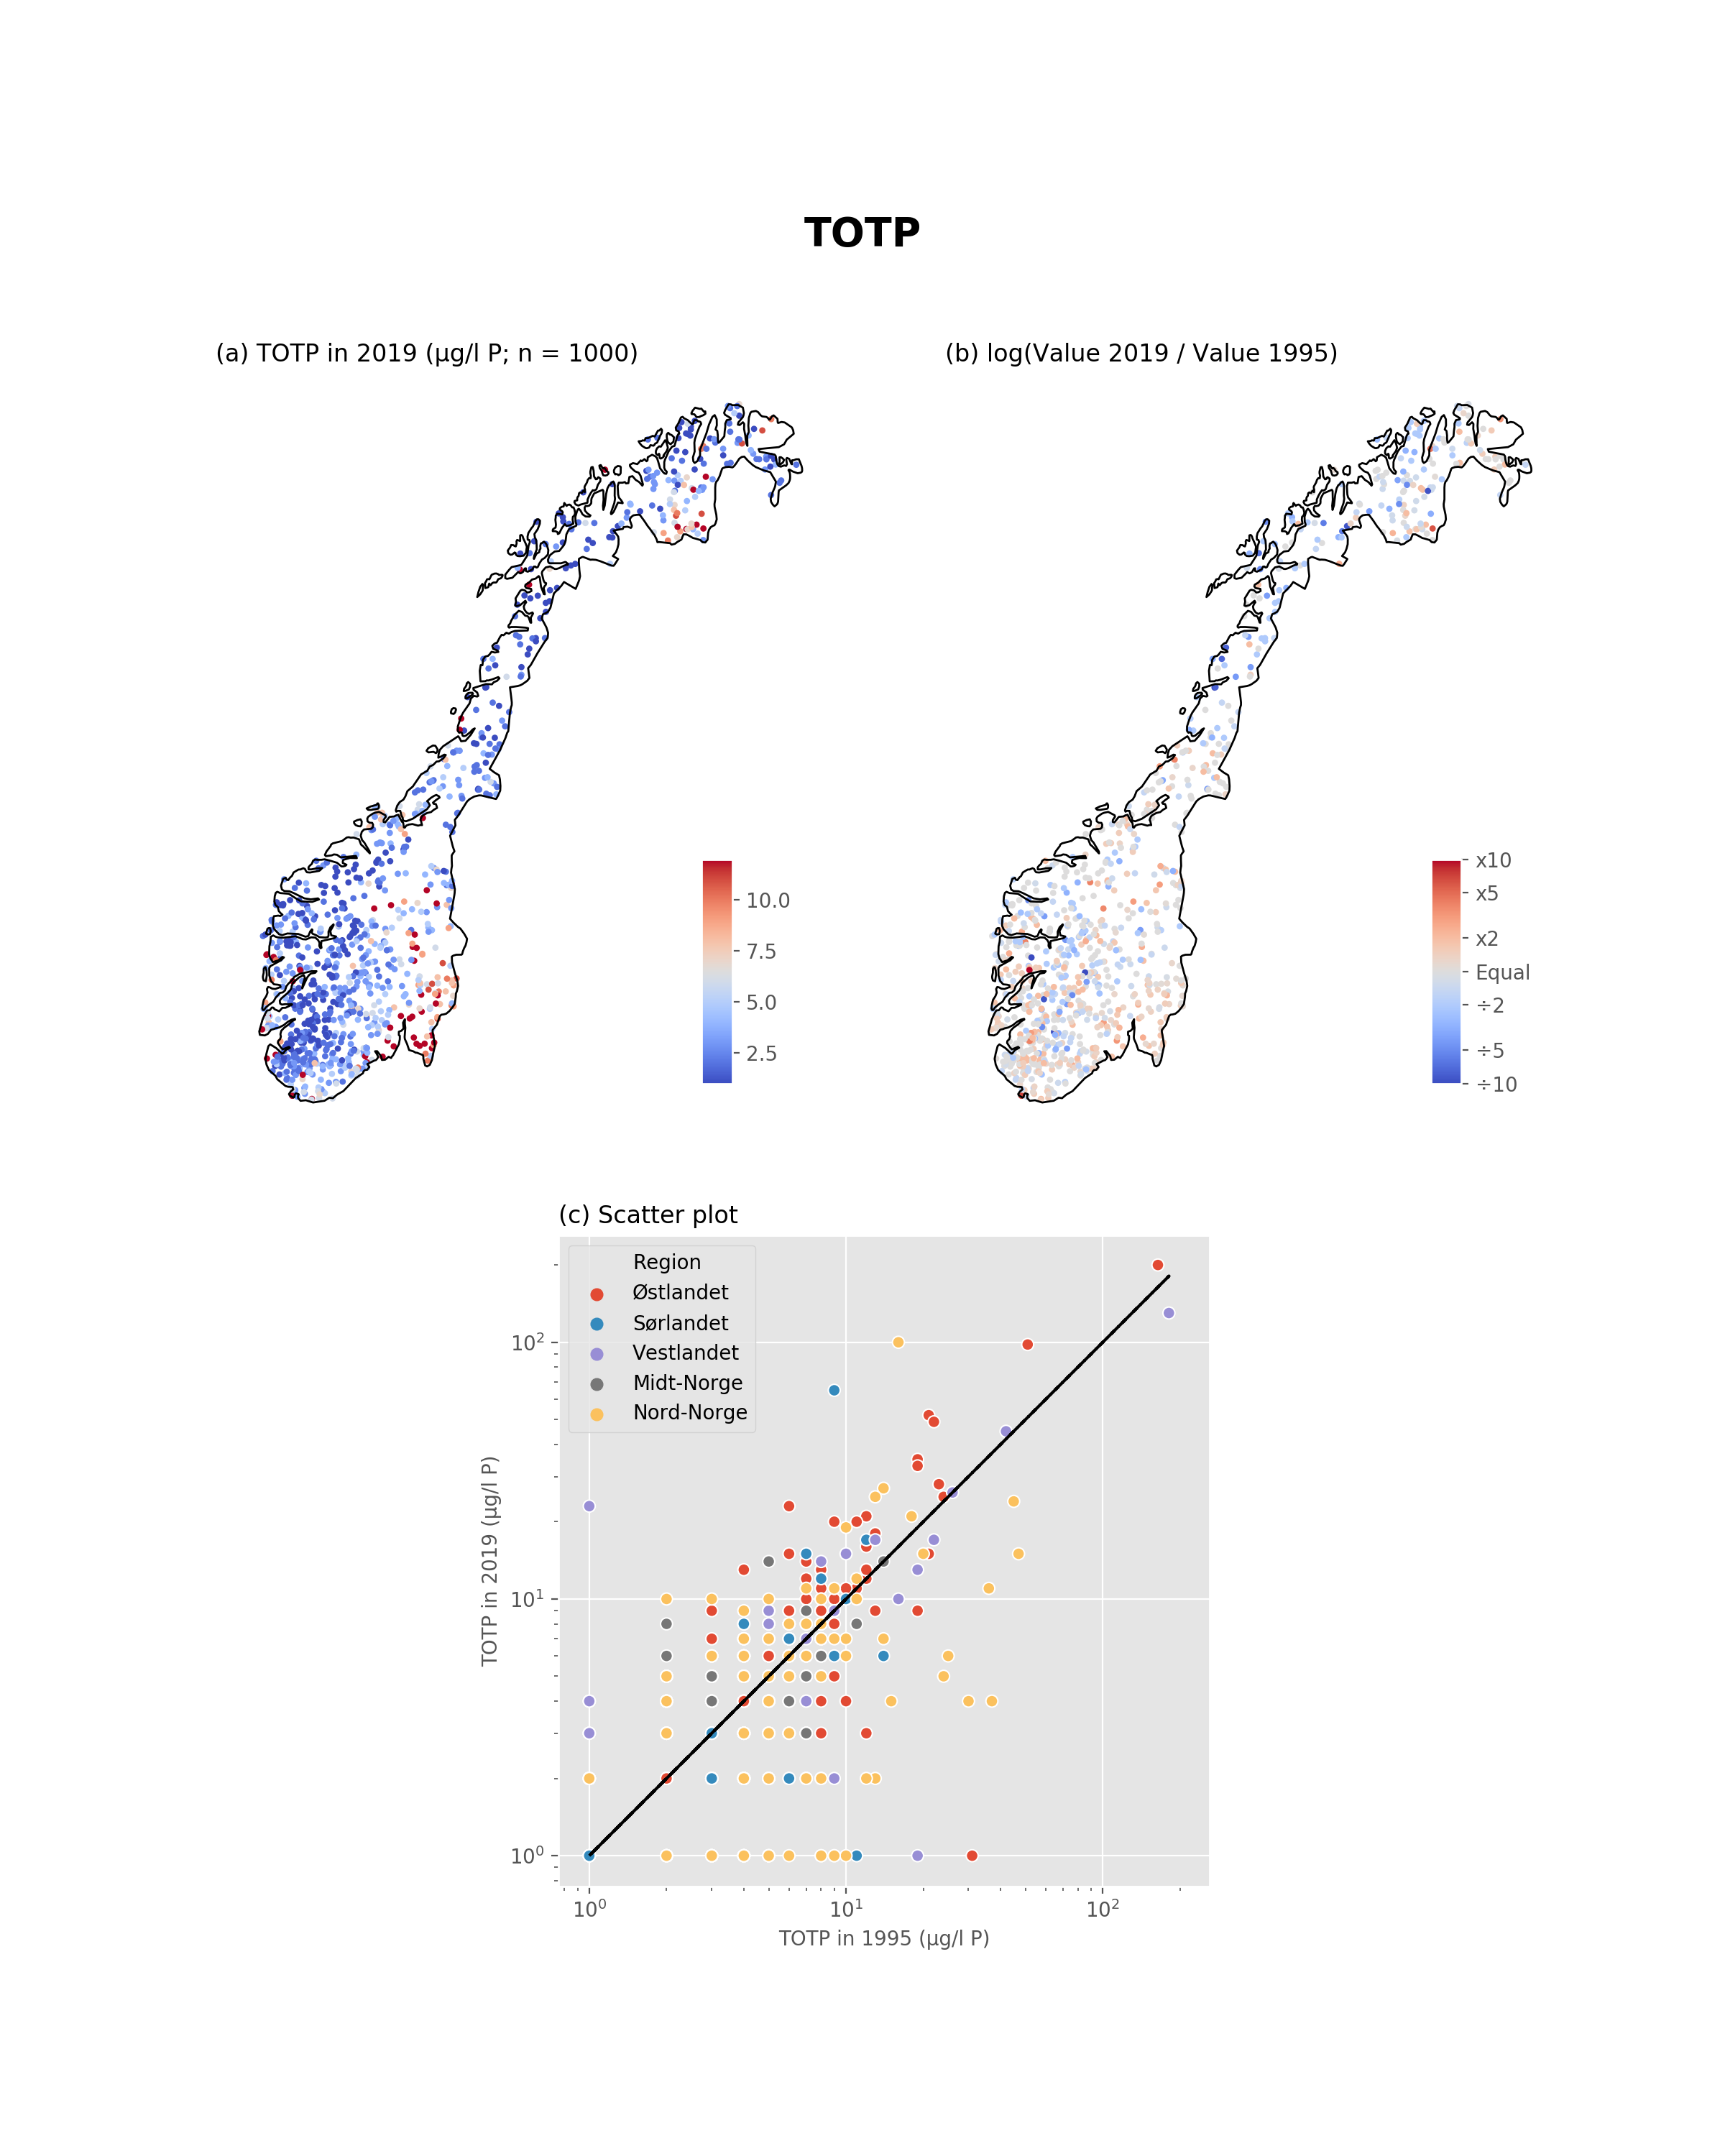 TOTP
(a) TOTP in 2019 (µg/l P; n = 1000)
(b) log(Value 2019 / Value 1995)
10.0
7.5
5.0
2.5
x10
x5
x2
Equal
÷2
÷5
÷10
(c) Scatter plot
Region
Østlandet
Sørlandet
Vestlandet
Midt-Norge
Nord-Norge
TOTP in 2019 (µg/l P)
10²
10¹
10⁰
10⁰ 10¹ 10²
TOTP in 1995 (µg/l P)